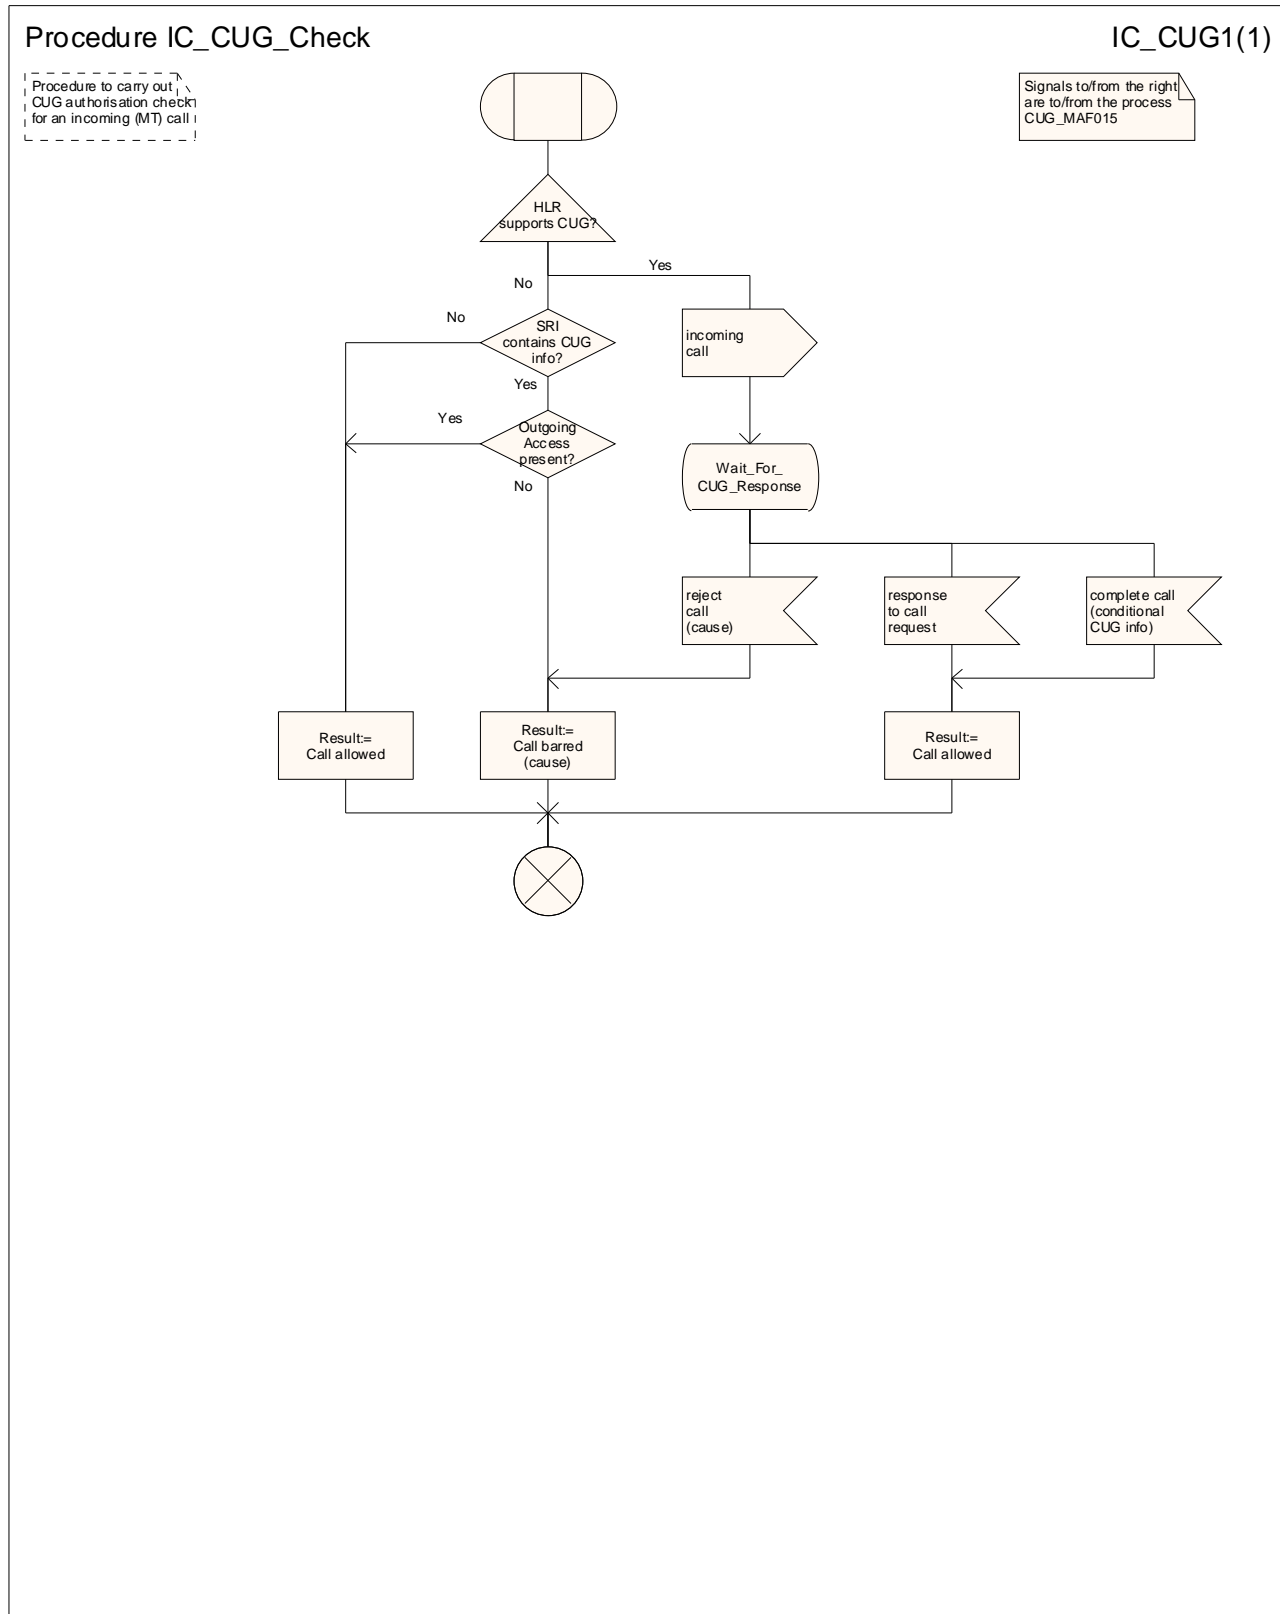 Procedure IC_CUG_Check
IC_CUG1(1)
Procedure to carry out
CUG authorisation check
for an incoming (MT) call
Signals to/from the right
are to/from the process
CUG_MAF015
HLR
supports CUG?
Yes
No
No
SRI
contains CUG
info?
incoming
call
Yes
Yes
Outgoing
Access
present?
No
Wait_For_
CUG_Response
reject
call
(cause)
response
to call
request
complete call
(conditional
CUG info)
Result:=
Call allowed
Result:=
Call barred
(cause)
Result:=
Call allowed